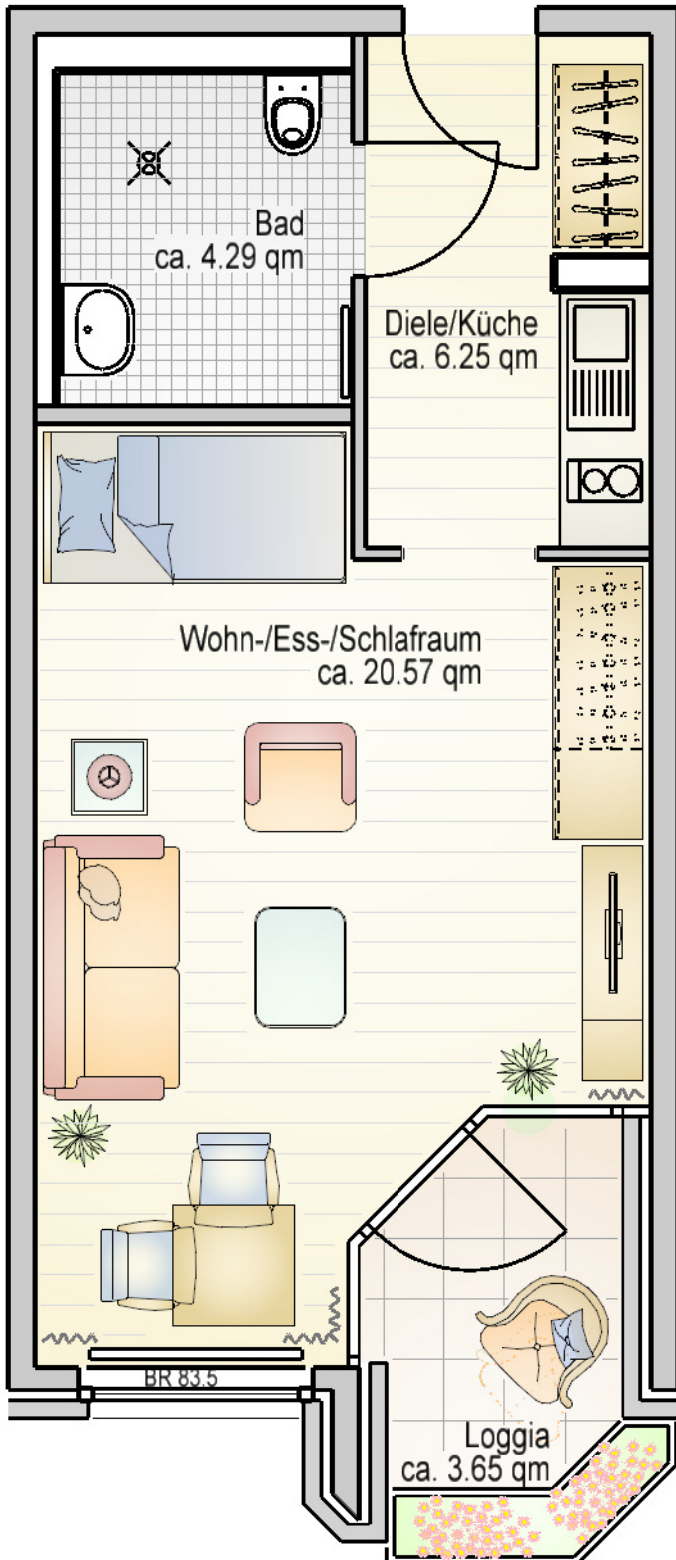 Bad
ca. 4.29 qm
Diele/Küche
ca. 6.25 qm
Wohn-/Ess-/Schlafraum
ca. 20.57 qm
BR 83.5
Loggia
ca. 3.65 qm